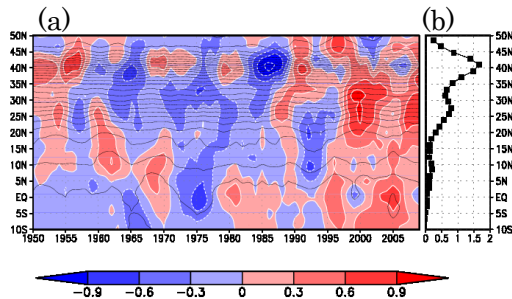 (a)
(b)
50N
45N
40N
35N
30N
25N
20N
15N
10N
5N
EQ
5S
10S
1950 1955 1960 1965 1970 1975 1980 1985 1990 1995 2000 2005
50N
45N
40N
35N
30N
25N
20N
15N
10N
5N
EQ
5S
10S
0 0.5 1 1.5 2
-0.9 -0.6 -0.3 0 0.3 0.6 0.9